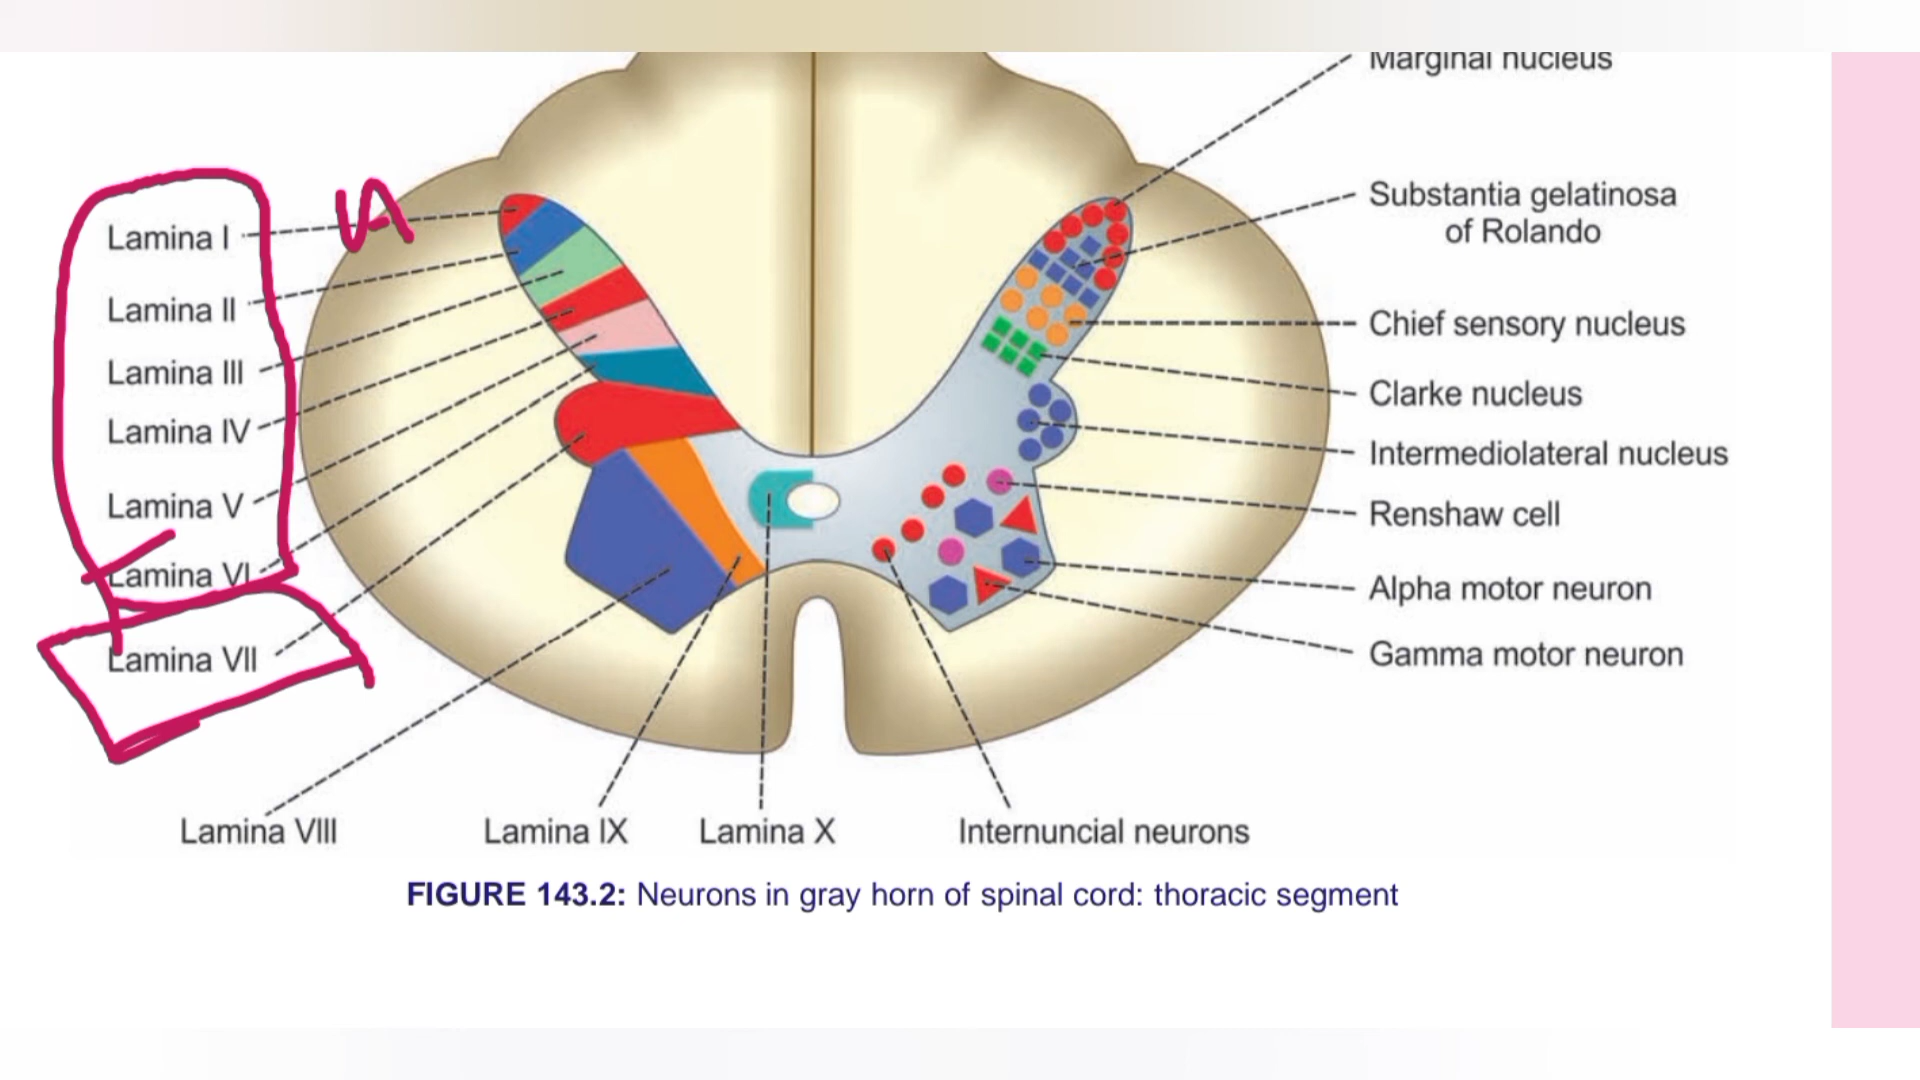 Marginal nucleus
Substantia gelatinosa
of Rolando
Lamina I
Lamina II
Lamina III
Lamina IV
Lamina V
Lamina VI
Lamina VII
Chief sensory nucleus
Clarke nucleus
Intermediolateral nucleus
Renshaw cell
Alpha motor neuron
Gamma motor neuron
Lamina VIII
Lamina IX
Lamina X
Internuncial neurons
FIGURE 143.2: Neurons in gray horn of spinal cord: thoracic segment